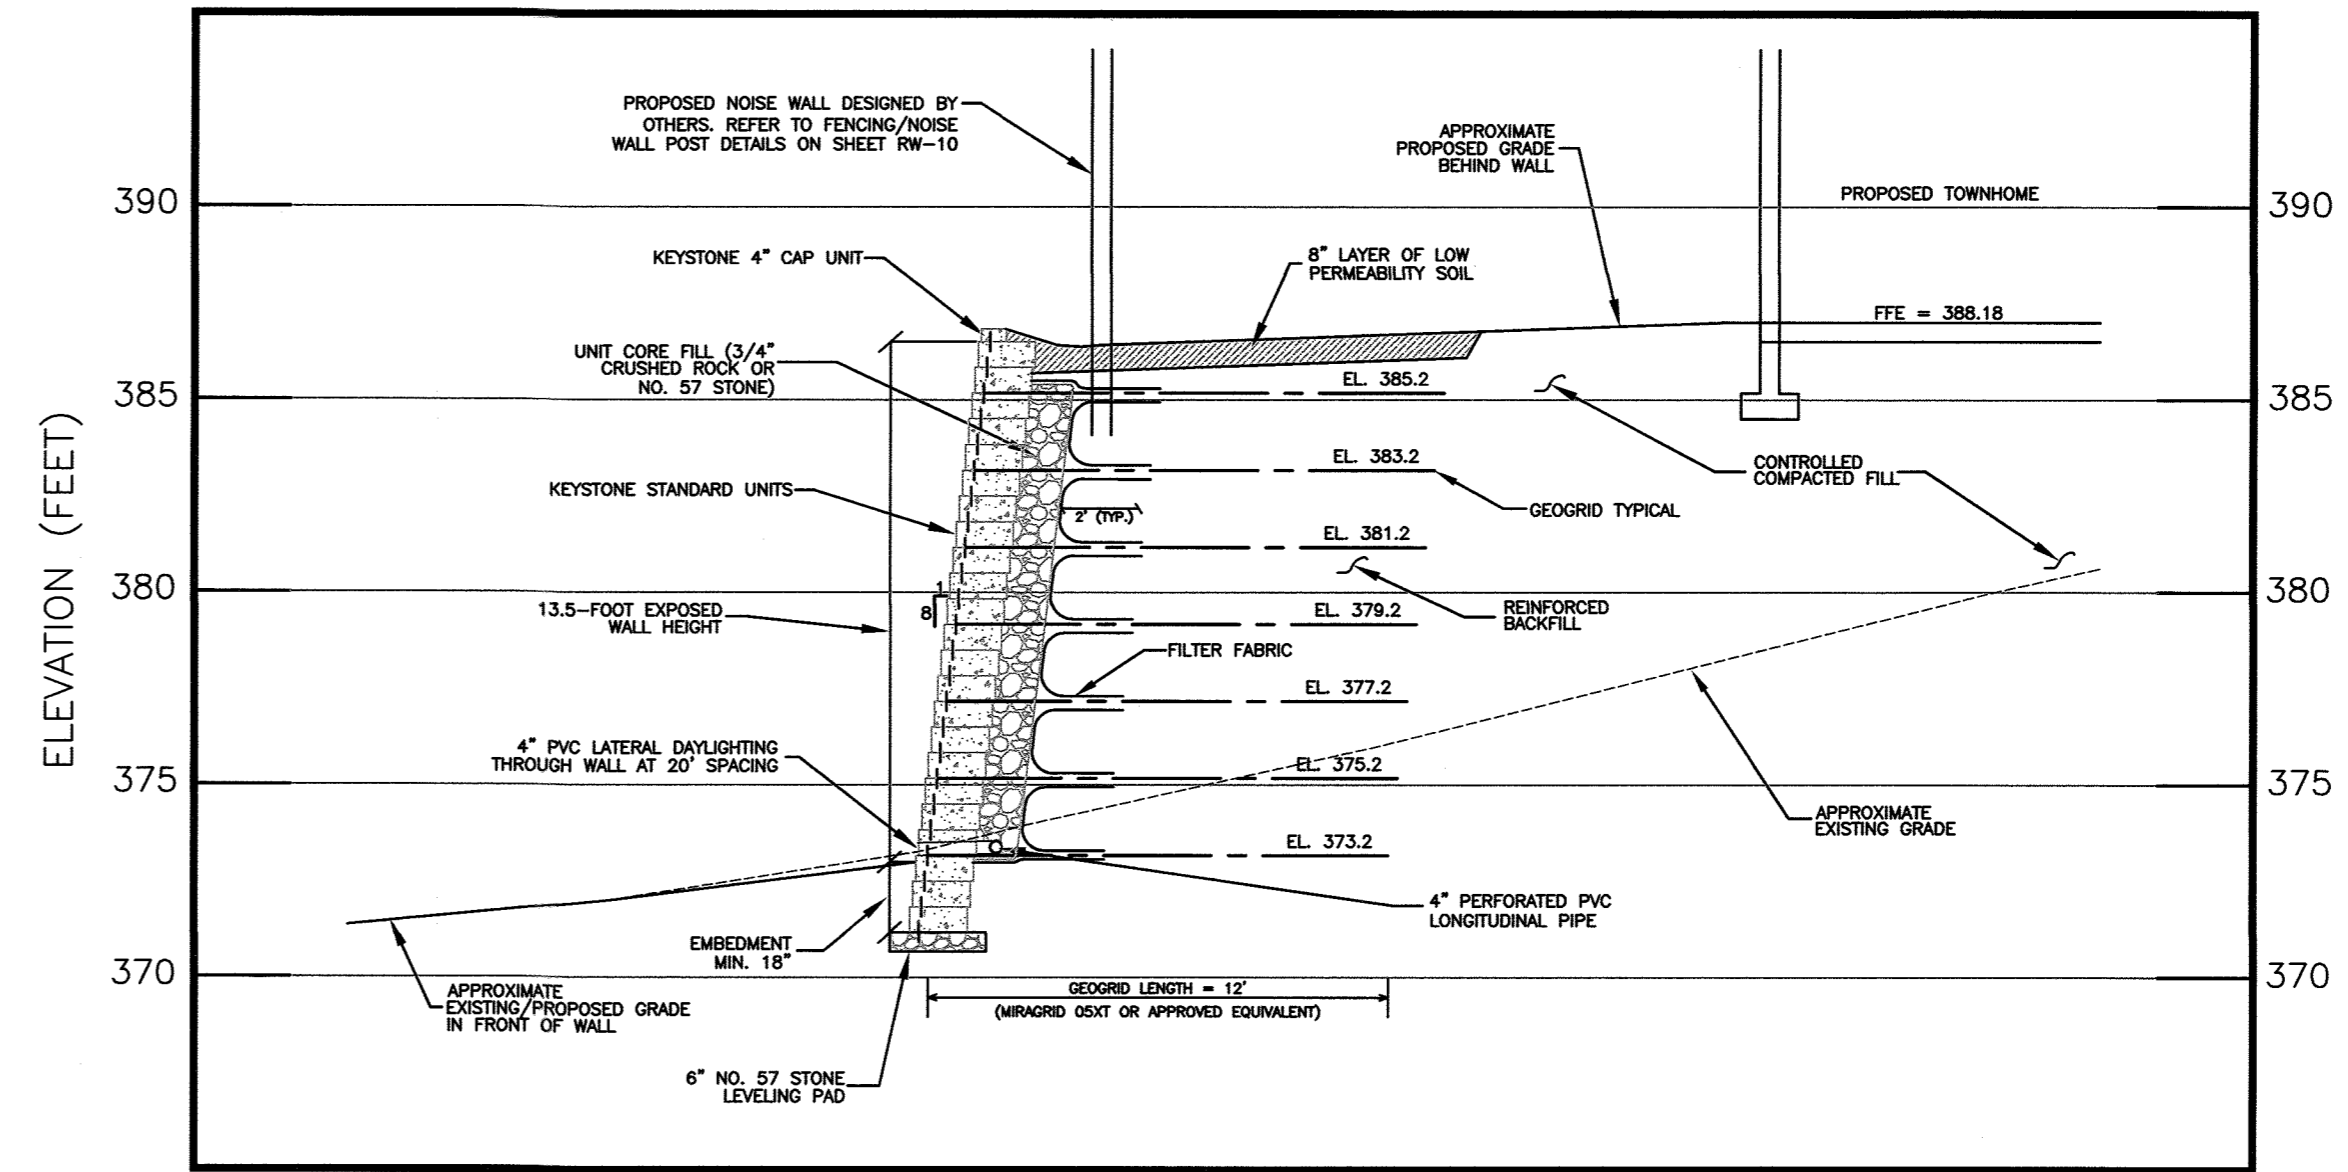 PROPOSED NOISE WALL DESIGNED BY
OTHERS. REFER TO FENCING/NOISE
WALL POST DETAILS ON SHEET RW-10
APPROXIMATE
PROPOSED GRADE
BEHIND WALL
390
PROPOSED TOWNHOME
390
KEYSTONE 4" CAP UNIT
8" LAYER OF LOW
PERMEABILITY SOIL
FFE = 388.18
UNIT CORE FILL (3/4"
CRUSHED ROCK OR
NO. 57 STONE)
EL. 385.2
385
385
ELEVATION (FEET)
EL. 383.2
CONTROLLED
COMPACTED FILL
KEYSTONE STANDARD UNITS
2' (TYP.)
GEOGRID TYPICAL
EL. 381.2
380
1
8
380
13.5-FOOT EXPOSED
WALL HEIGHT
EL. 379.2
REINFORCED
BACKFILL
FILTER FABRIC
EL. 377.2
4" PVC LATERAL DAYLIGHTING
THROUGH WALL AT 20' SPACING
EL. 375.2
375
375
APPROXIMATE
EXISTING GRADE
EL. 373.2
4" PERFORATED PVC
LONGITUDINAL PIPE
EMBEDMENT
MIN. 18"
370
370
APPROXIMATE
EXISTING/PROPOSED GRADE
IN FRONT OF WALL
GEOGRID LENGTH = 12'
(MIRAGRID 05XT OR APPROVED EQUIVALENT)
6" NO. 57 STONE
LEVELING PAD